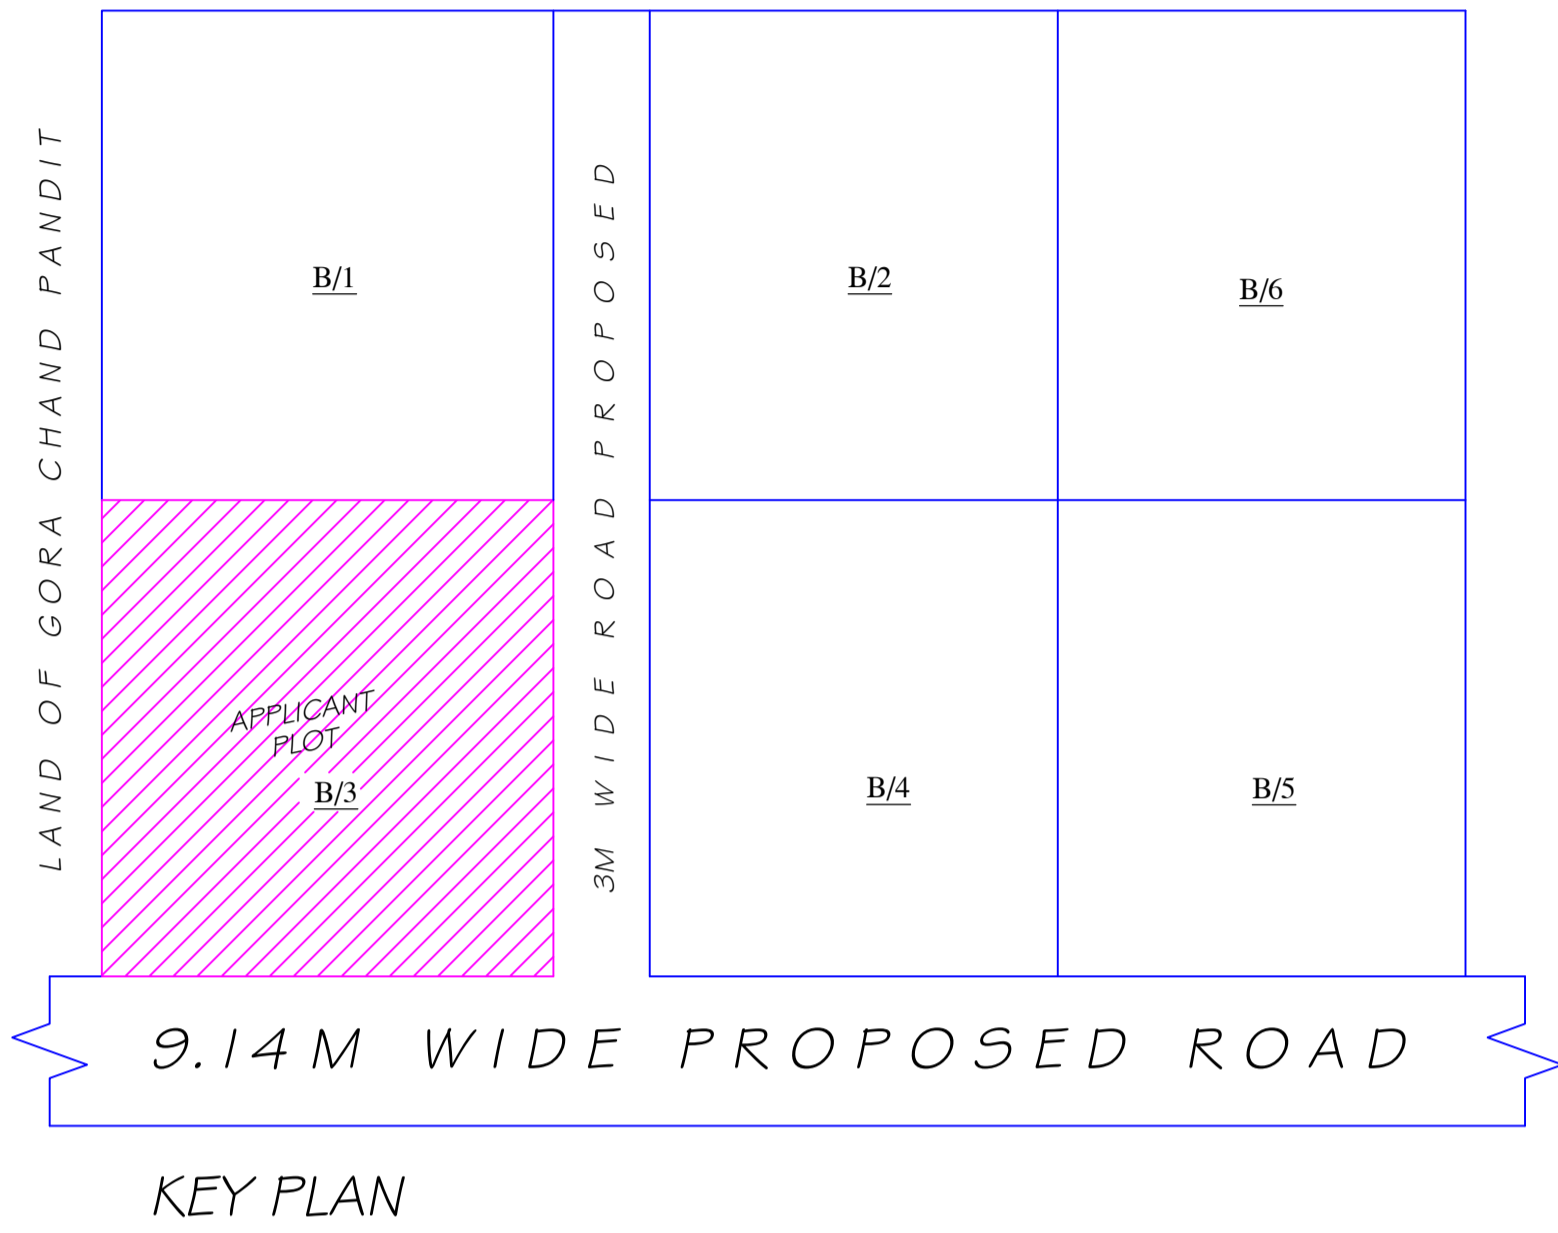 LAND OF GORA CHAND PANDIT
B/1
3M WIDE ROAD PROPOSED
B/2
B/6
APPLICANT
PLOT
B/3
B/4
B/5
9.14M WIDE PROPOSED ROAD
KEY PLAN